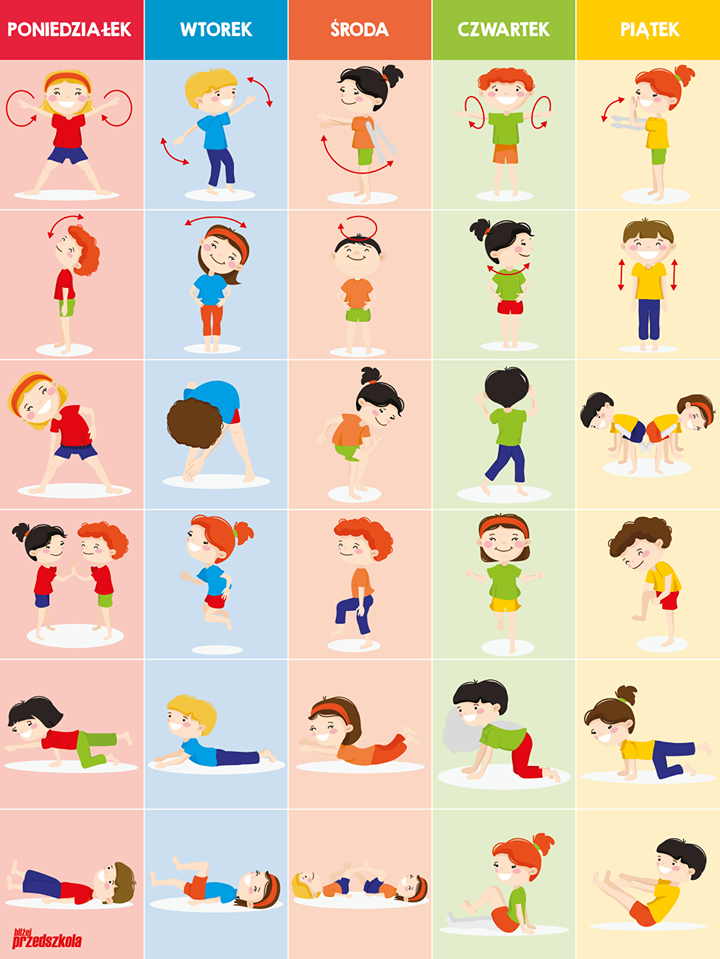 PONIEDZIAŁEK
WTOREK
ŚRODA
CZWARTEK
PIĄTEK
bliżej
przedszkola